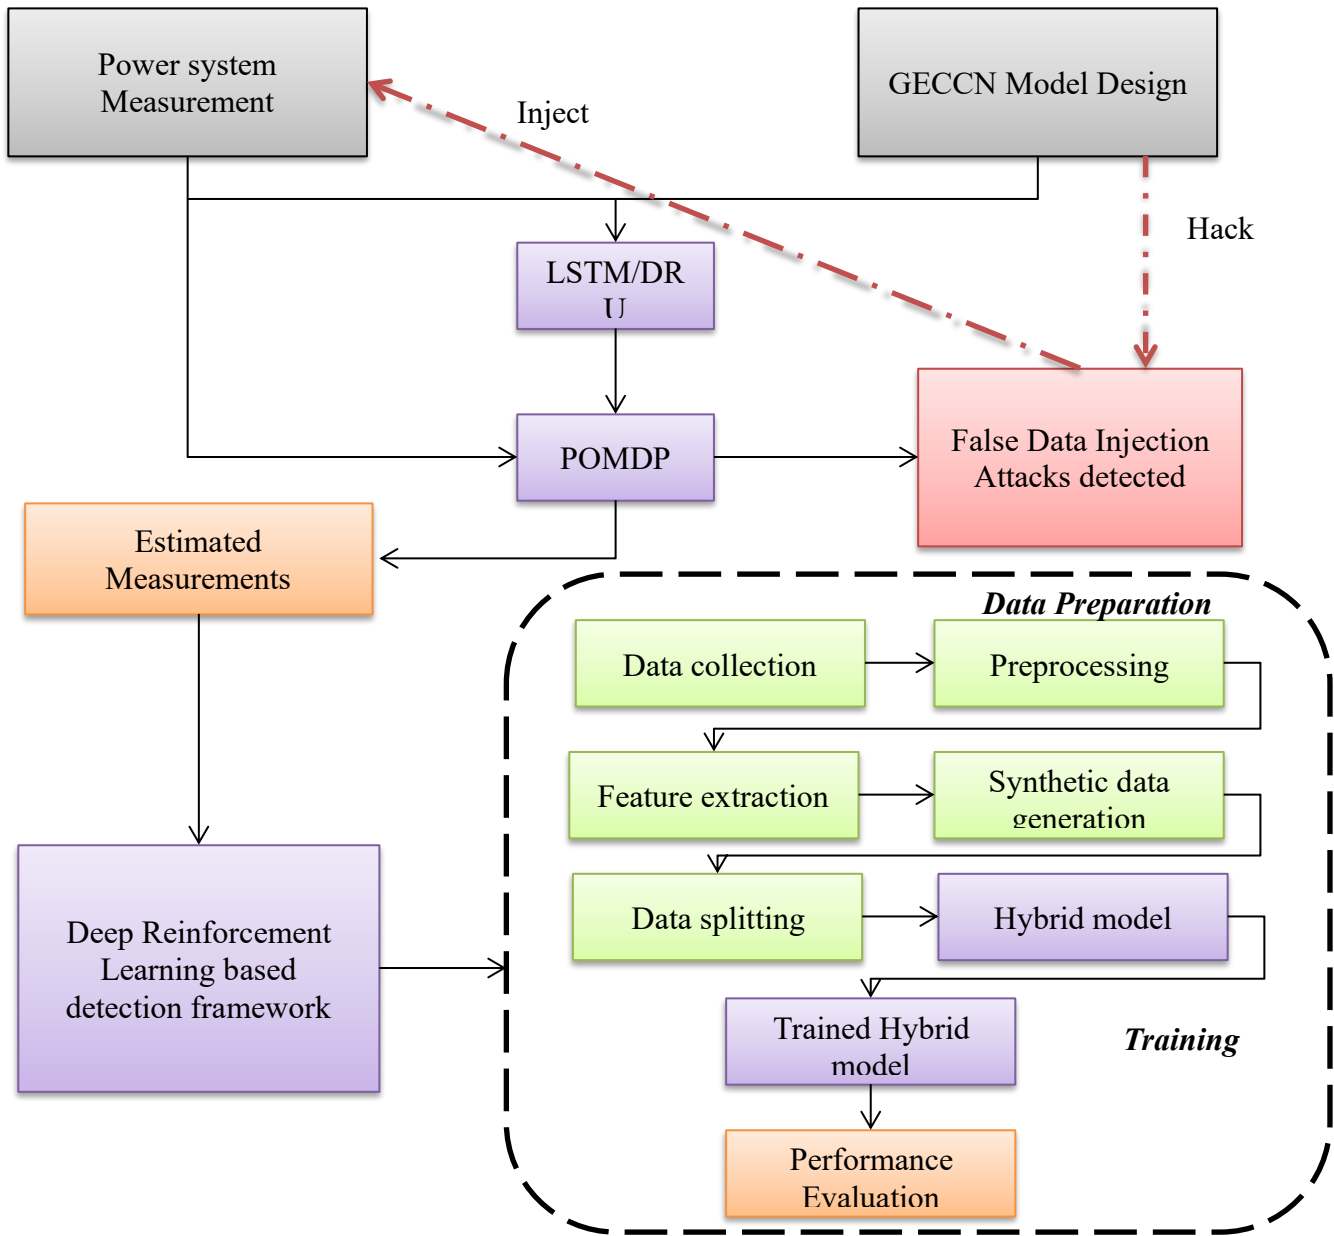 Power system
Measurement
GECCN Model Design
Inject
Hack
LSTM/DR
U
POMDP
False Data Injection
Attacks detected
Estimated
Measurements
Data Preparation
Data collection
Preprocessing
Feature extraction
Synthetic data
generation
Data splitting
Hybrid model
Deep Reinforcement
Learning based
detection framework
Trained Hybrid
model
Training
Performance
Evaluation